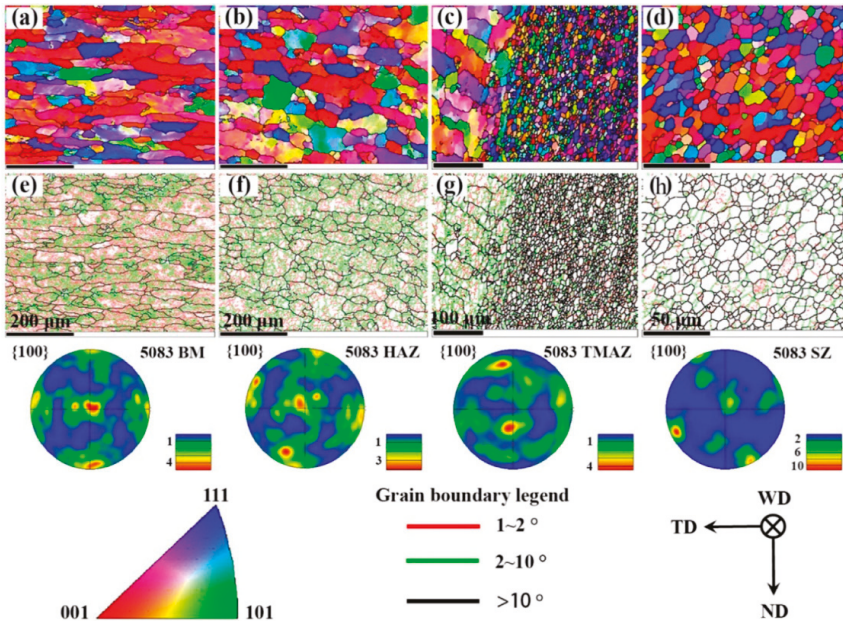 (a) (b) (c) (d)
(e) (f) (g) (h)
200 μm 200 μm 100 μm 50 μm
{100} 5083 BM {100} 5083 HAZ {100} 5083 TMAZ {100} 5083 SZ
1 1 1 2
6
4 3 4 10
111 Grain boundary legend WD
1~2 °
TD
2~10 °
>10 °
001 101 ND